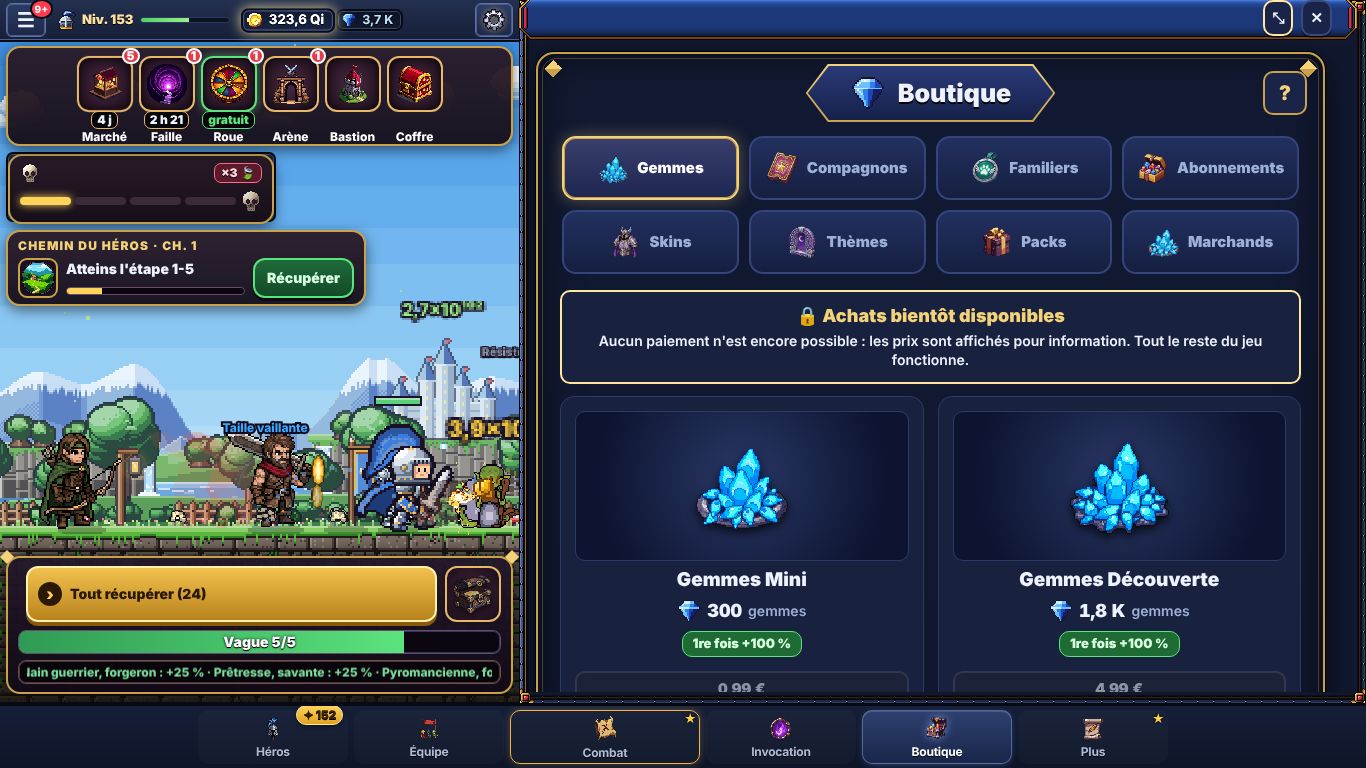 9+
Niv. 153
323,6 Qi
3,7 K
5
1
1
1
4 j
2 h 21
gratuit
Marché
Faille
Roue
Arène
Bastion
Coffre
×3
CHEMIN DU HÉROS · CH. 1
Atteins l'étape 1-5
Récupérer
Taille vaillante
Tout récupérer (24)
Vague 5/5
lain guerrier, forgeron : +25 % · Prêtresse, savante : +25 % · Pyromancienne, fo
Boutique
?
Gemmes
Compagnons
Familiers
Abonnements
Skins
Thèmes
Packs
Marchands
🔒 Achats bientôt disponibles
Aucun paiement n'est encore possible : les prix sont affichés pour information. Tout le reste du jeu
fonctionne.
Gemmes Mini
300 gemmes
1re fois +100 %
0,99 €
Gemmes Découverte
1,8 K gemmes
1re fois +100 %
4,99 €
152
Héros
Équipe
Combat
Invocation
Boutique
Plus